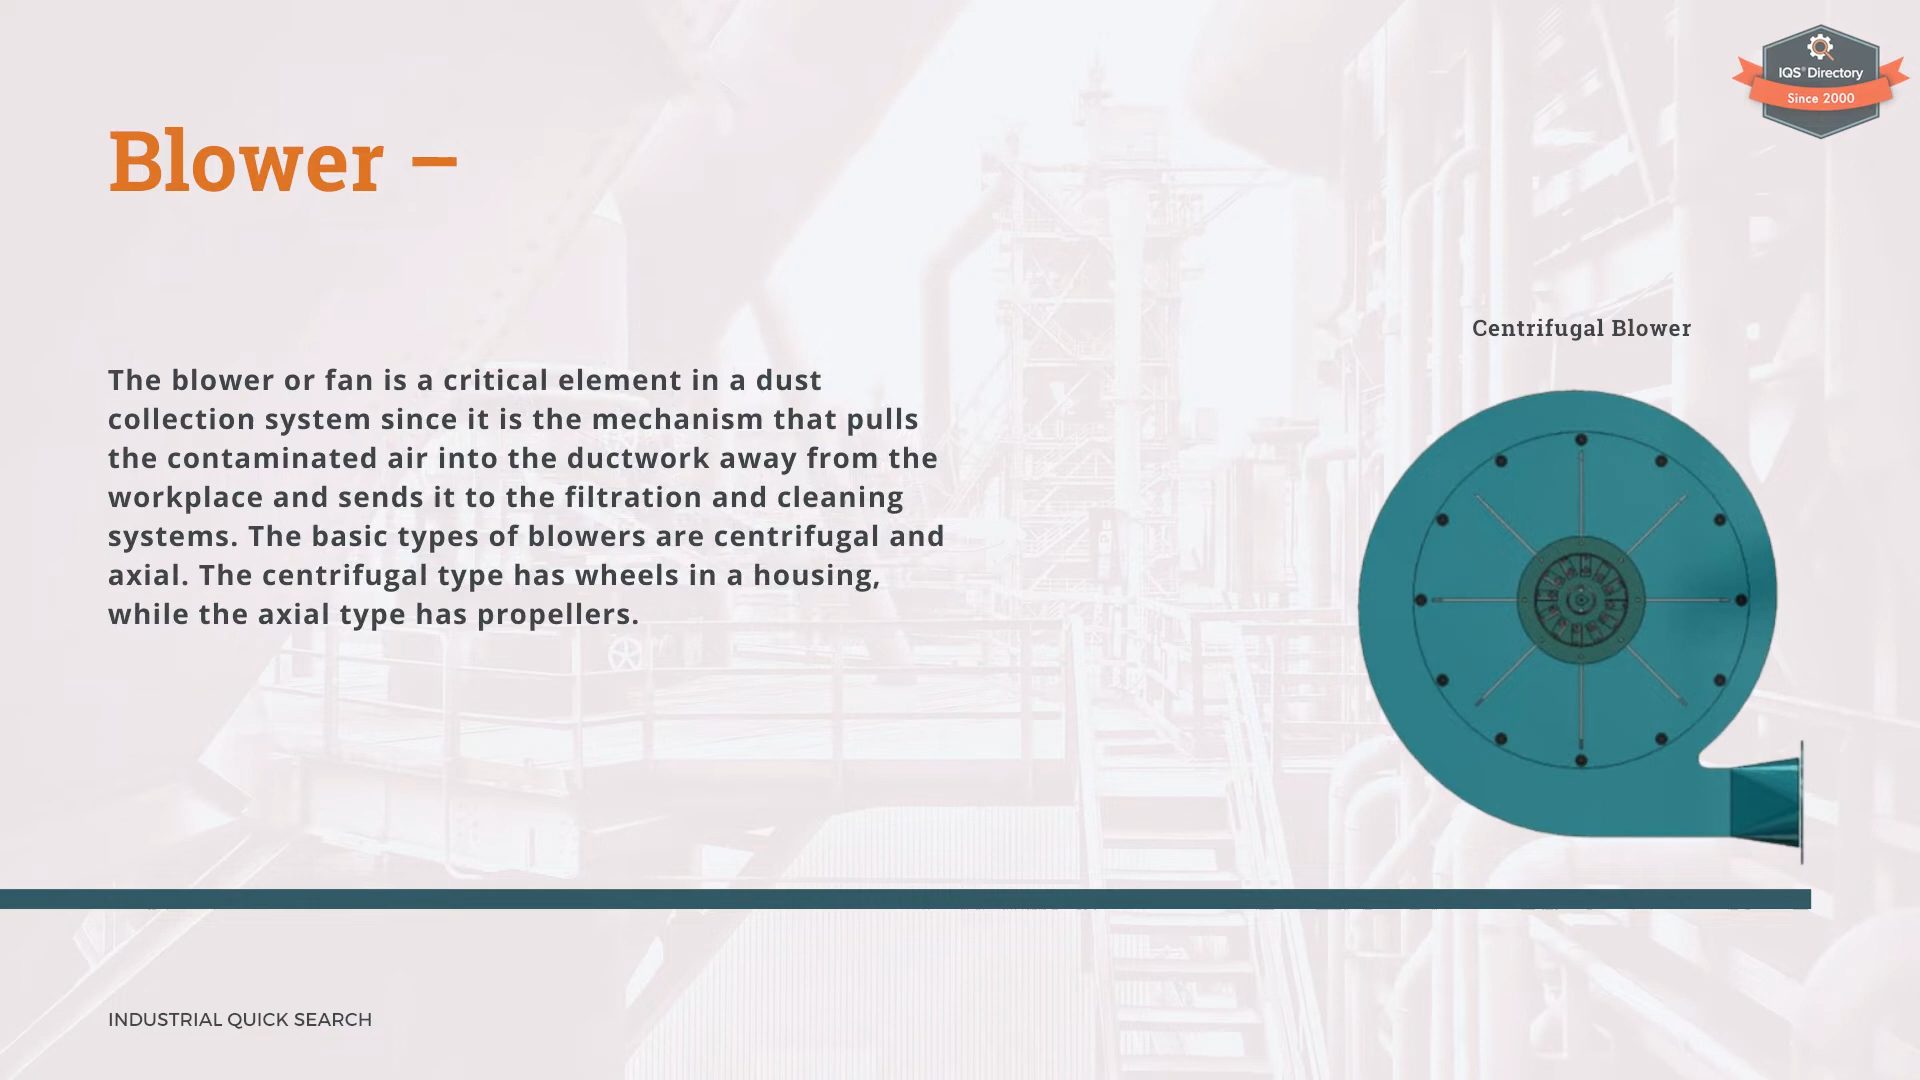 IQS® Directory
Since 2000
Blower –
Centrifugal Blower
The blower or fan is a critical element in a dust
collection system since it is the mechanism that pulls
the contaminated air into the ductwork away from the
workplace and sends it to the filtration and cleaning
systems. The basic types of blowers are centrifugal and
axial. The centrifugal type has wheels in a housing,
while the axial type has propellers.
INDUSTRIAL QUICK SEARCH